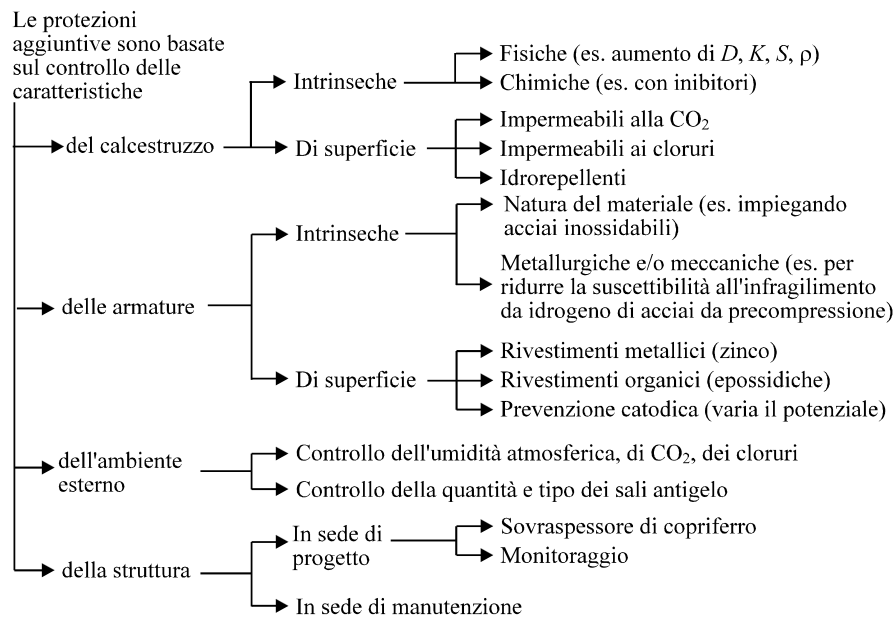 Le protezioni
aggiuntive sono basate
sul controllo delle
caratteristiche
del calcestruzzo
Intrinseche
Fisiche (es. aumento di D, K, S, ρ)
Chimiche (es. con inibitori)
Di superficie
Impermeabili alla CO₂
Impermeabili ai cloruri
Idrorepellenti
delle armature
Intrinseche
Natura del materiale (es. impiegando
acciai inossidabili)
Metallurgiche e/o meccaniche (es. per
ridurre la suscettibilità all'infragilimento
da idrogeno di acciai da precompressione)
Di superficie
Rivestimenti metallici (zinco)
Rivestimenti organici (epossidiche)
Prevenzione catodica (varia il potenziale)
dell'ambiente
esterno
Controllo dell'umidità atmosferica, di CO₂, dei cloruri
Controllo della quantità e tipo dei sali antigelo
della struttura
In sede di
progetto
Sovraspessore di copriferro
Monitoraggio
In sede di manutenzione